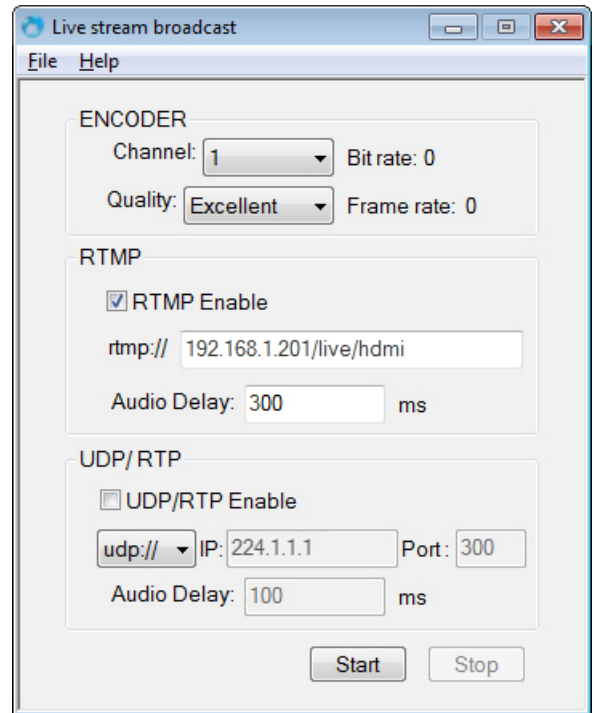 Live stream broadcast
File Help
ENCODER
Channel: 1 Bit rate: 0
Quality: Excellent Frame rate: 0
RTMP
RTMP Enable
rtmp:// 192.168.1.201/live/hdmi
Audio Delay: 300 ms
UDP/ RTP
UDP/RTP Enable
udp:// IP: 224.1.1.1 Port : 300
Audio Delay: 100 ms
Start Stop